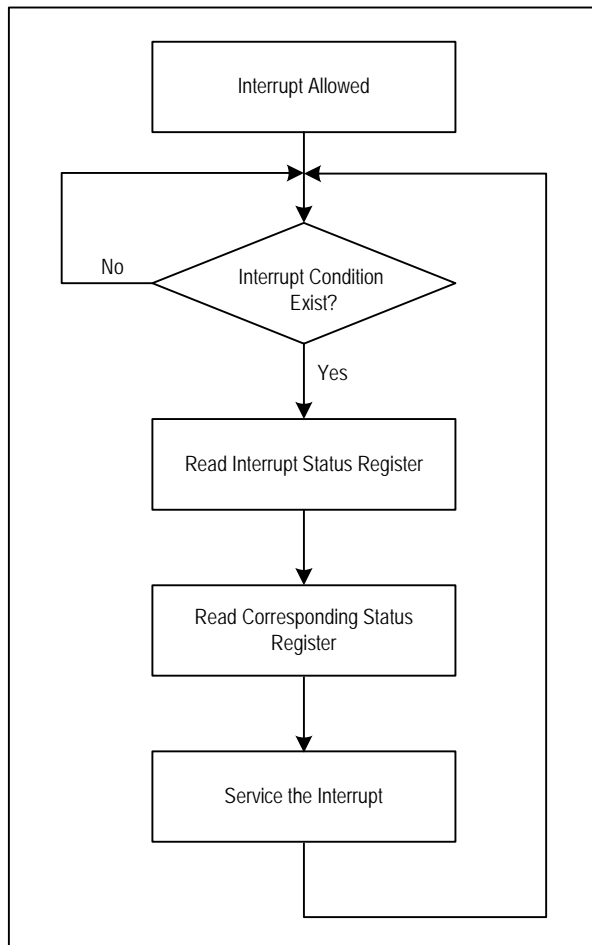 Interrupt Allowed
No
Interrupt Condition
Exist?
Yes
Read Interrupt Status Register
Read Corresponding Status
Register
Service the Interrupt